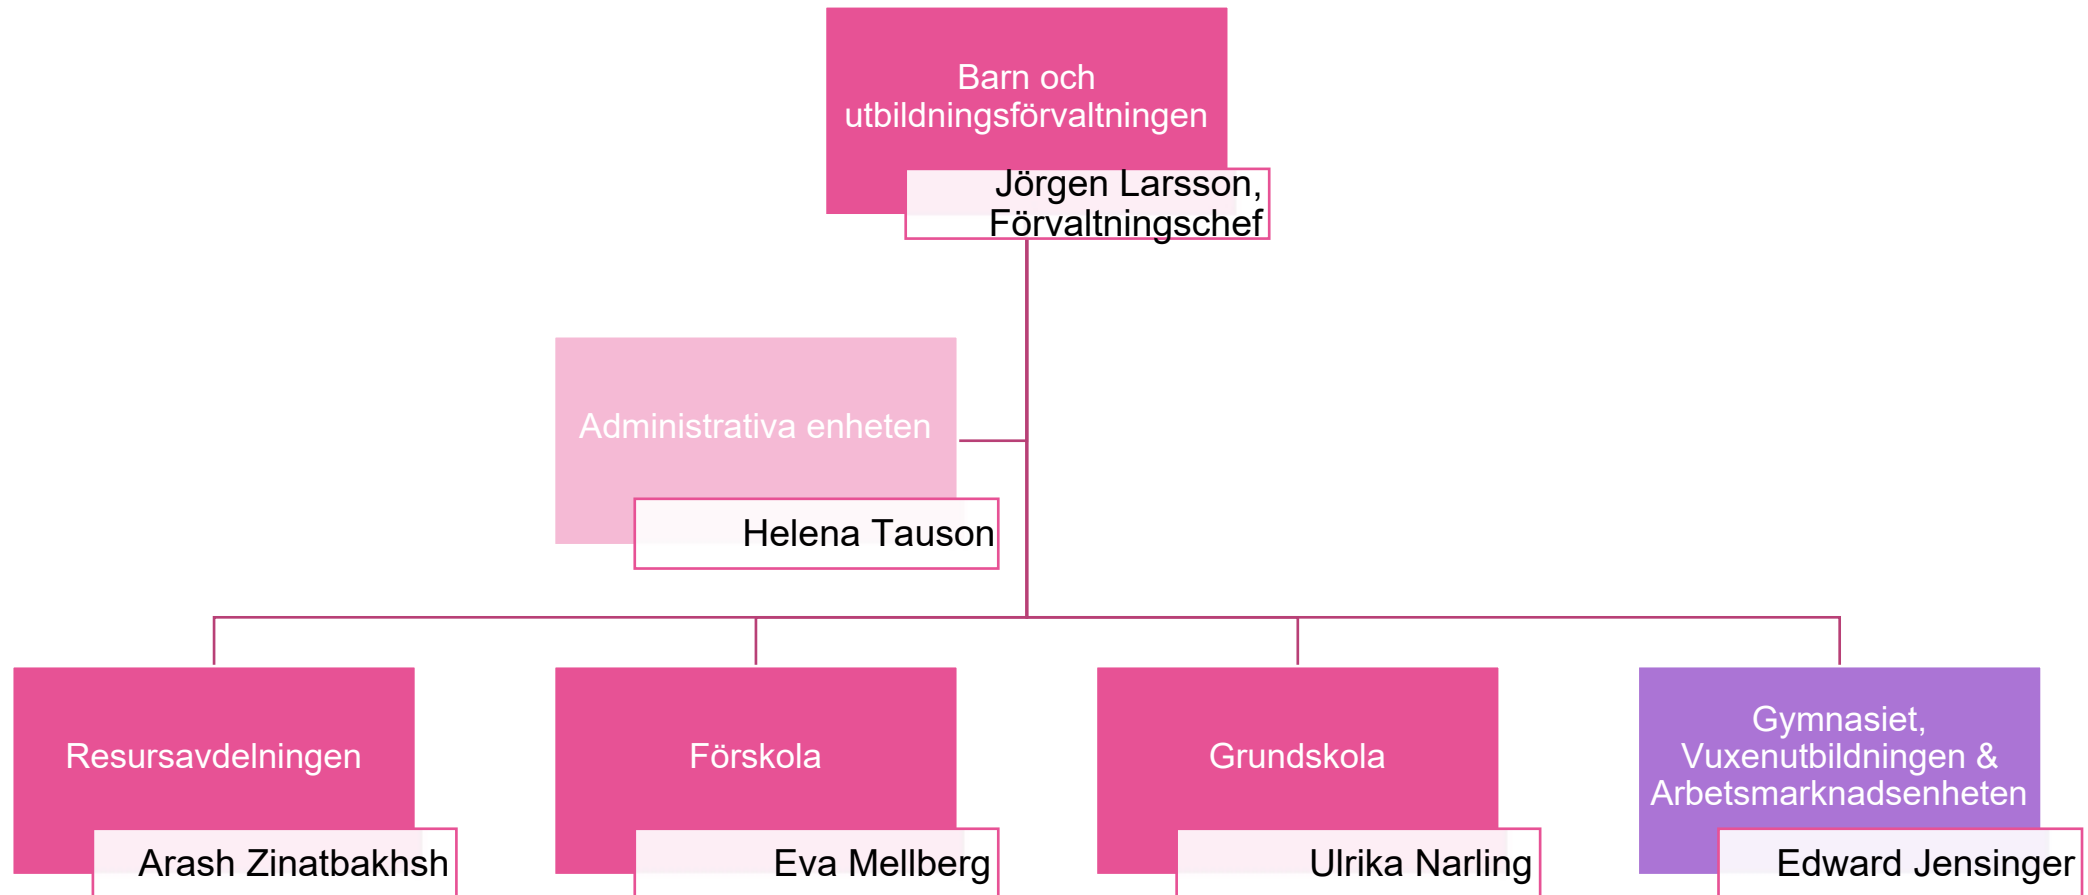 Barn och
utbildningsförvaltningen
Jörgen Larsson,
Förvaltningschef
Administrativa enheten
Helena Tauson
Resursavdelningen
Arash Zinatbakhsh
Förskola
Eva Mellberg
Grundskola
Ulrika Narling
Gymnasiet,
Vuxenutbildningen &
Arbetsmarknadsenheten
Edward Jensinger